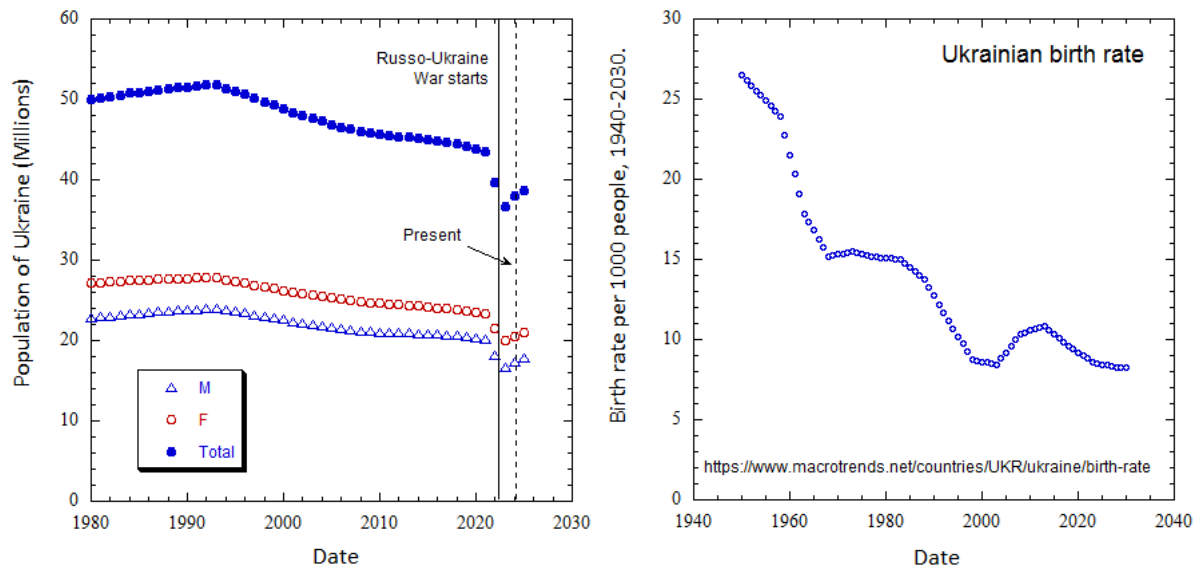 Population of Ukraine (Millions)
60
50
40
30
20
10
0
Russo-Ukraine
War starts
Present
M
F
Total
1980
1990
2000
2010
2020
2030
Date
Birth rate per 1000 people, 1940-2030.
30
25
20
15
10
5
0
Ukrainian birth rate
https://www.macrotrends.net/countries/UKR/ukraine/birth-rate
1940
1960
1980
2000
2020
2040
Date